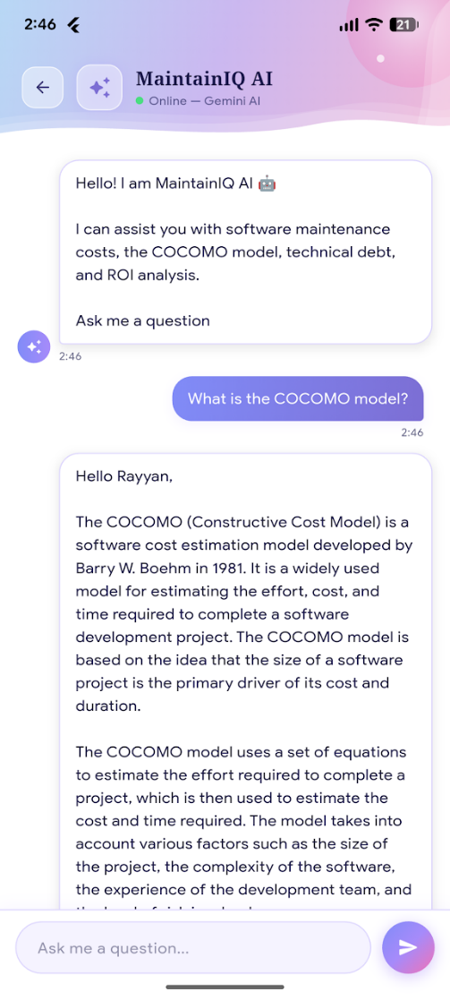 2:46
21
MaintainIQ AI
Online — Gemini AI
Hello! I am MaintainIQ AI 🤖
I can assist you with software maintenance
costs, the COCOMO model, technical debt,
and ROI analysis.
Ask me a question
2:46
What is the COCOMO model?
2:46
Hello Rayyan,
The COCOMO (Constructive Cost Model) is a
software cost estimation model developed by
Barry W. Boehm in 1981. It is a widely used
model for estimating the effort, cost, and
time required to complete a software
development project. The COCOMO model is
based on the idea that the size of a software
project is the primary driver of its cost and
duration.
The COCOMO model uses a set of equations
to estimate the effort required to complete a
project, which is then used to estimate the
cost and time required. The model takes into
account various factors such as the size of
the project, the complexity of the software,
the experience of the development team, and
Ask me a question...